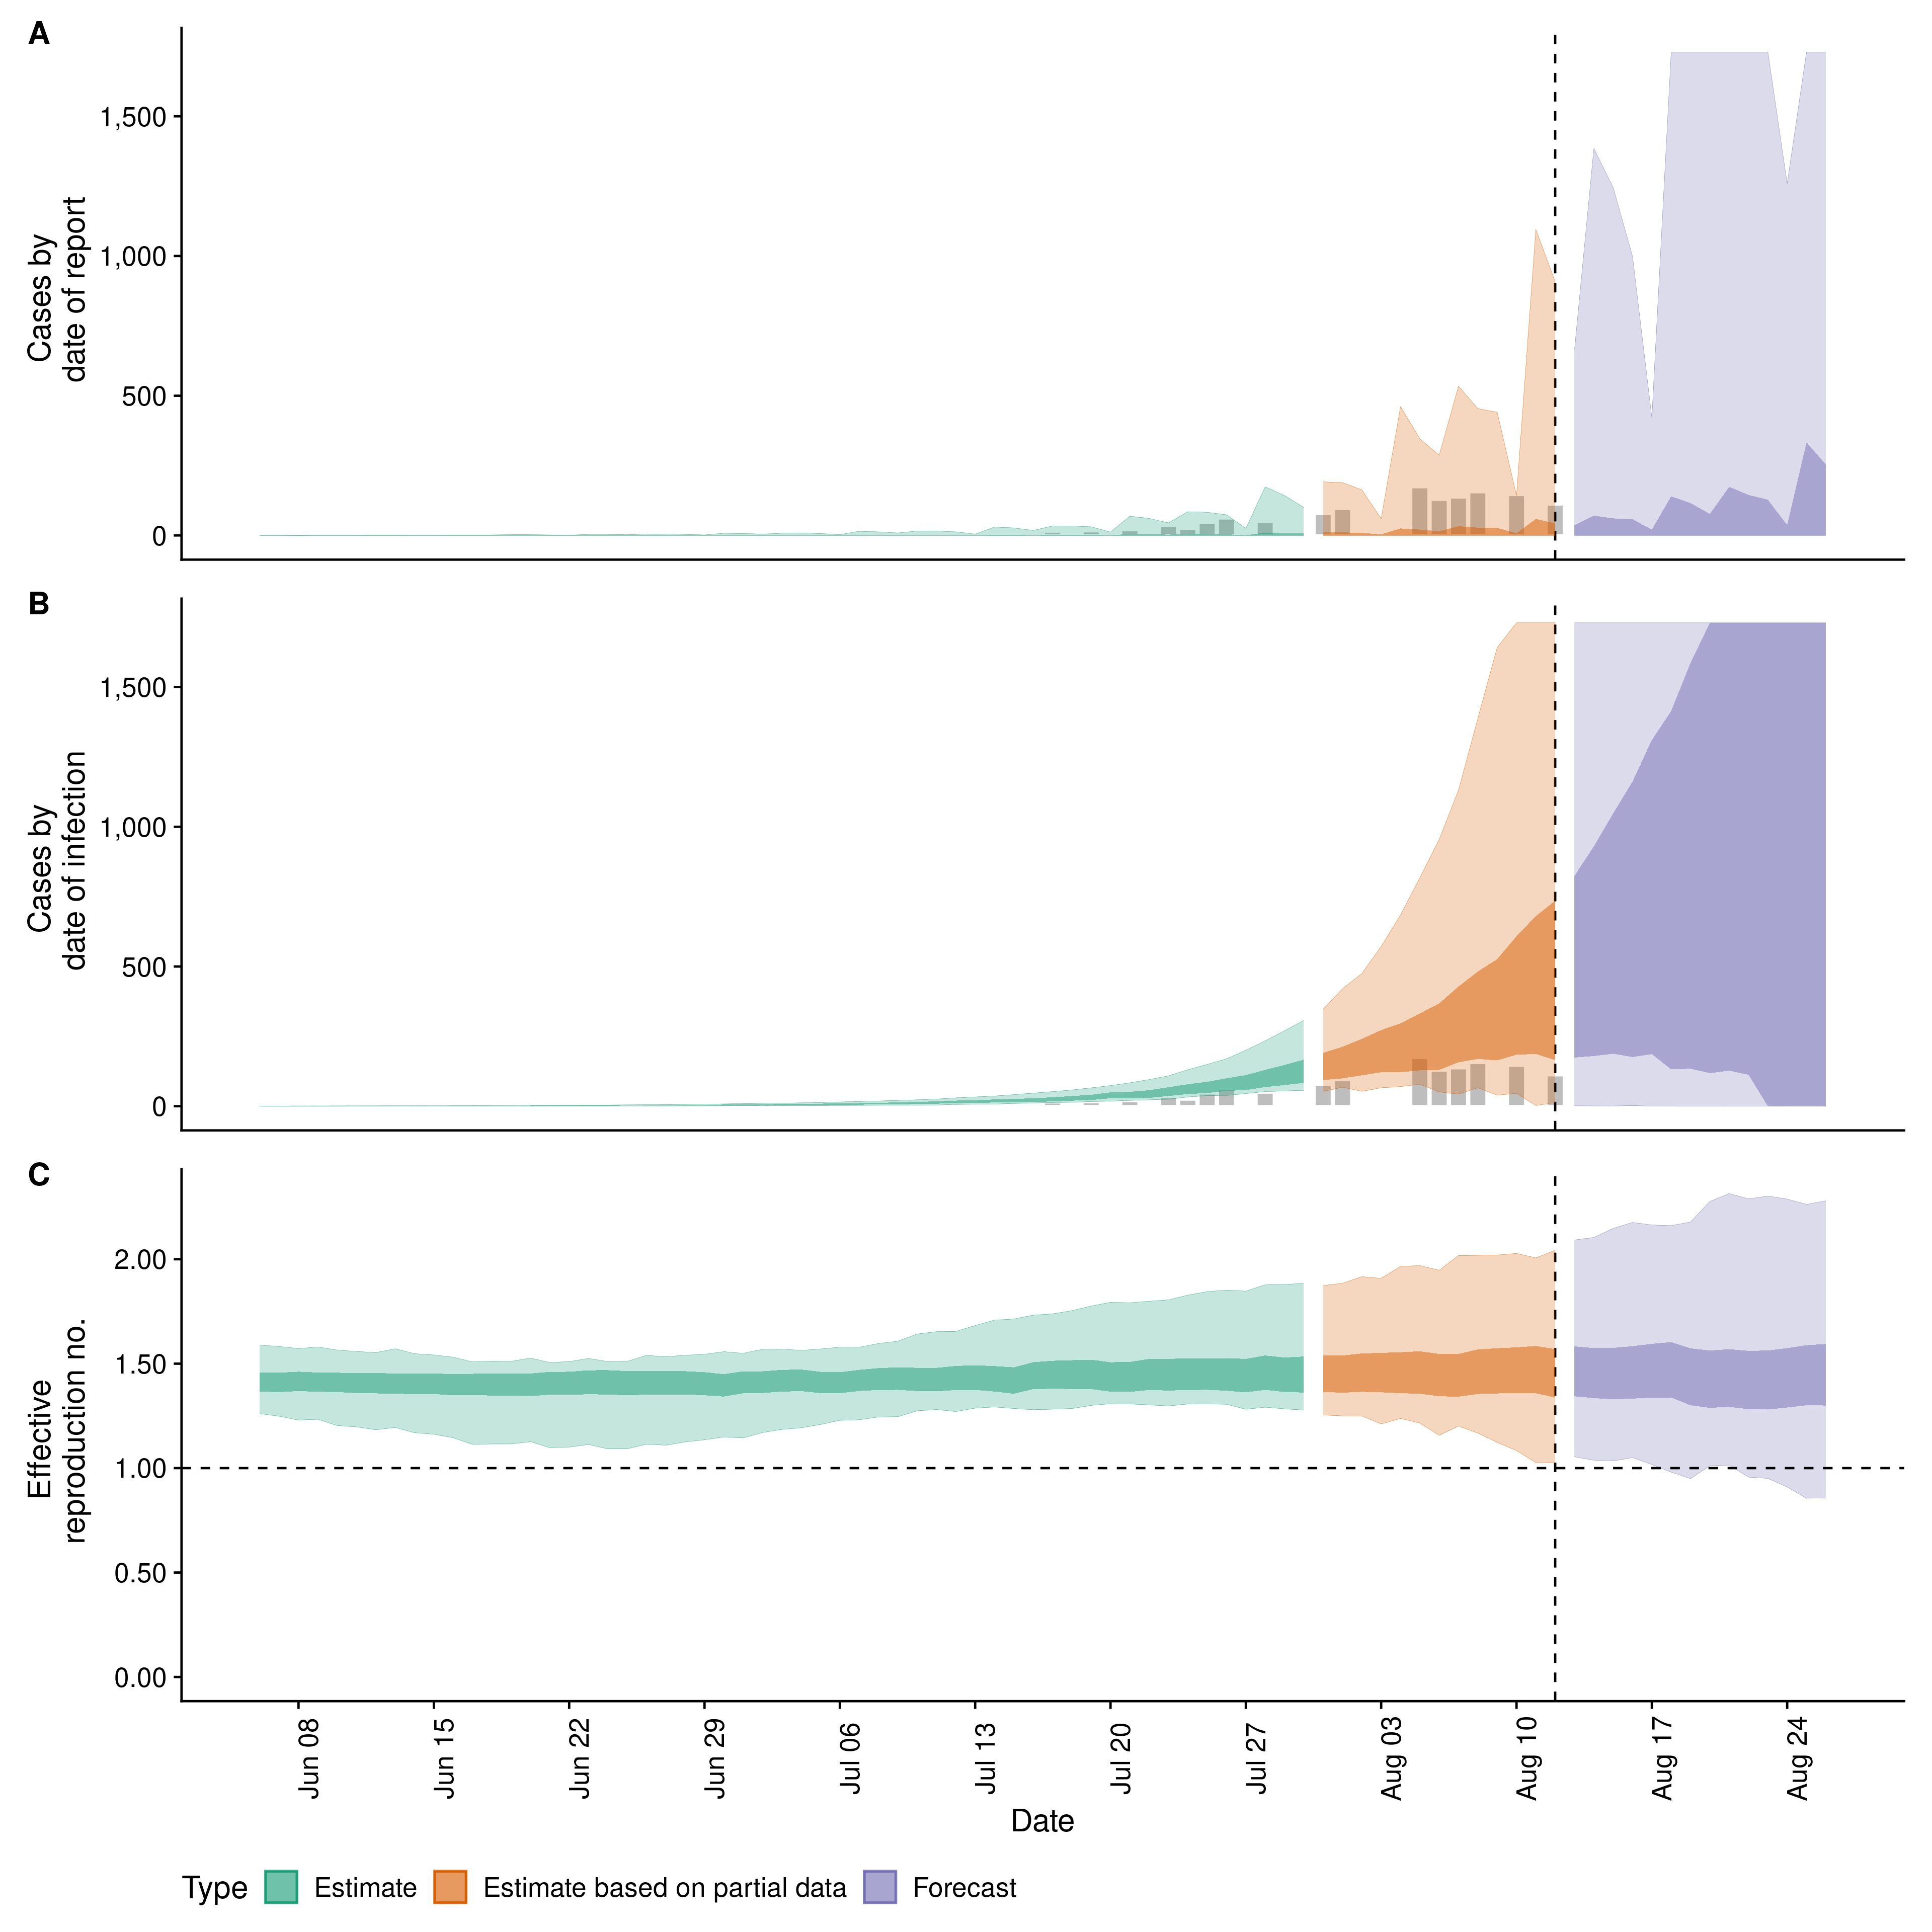 A
Cases by
date of report
1,500
1,000
500
0
B
Cases by
date of infection
1,500
1,000
500
0
C
Effective
reproduction no.
2.00
1.50
1.00
0.50
0.00
Jun 08
Jun 15
Jun 22
Jun 29
Jul 06
Jul 13
Jul 20
Jul 27
Aug 03
Aug 10
Aug 17
Aug 24
Date
Type Estimate Estimate based on partial data Forecast